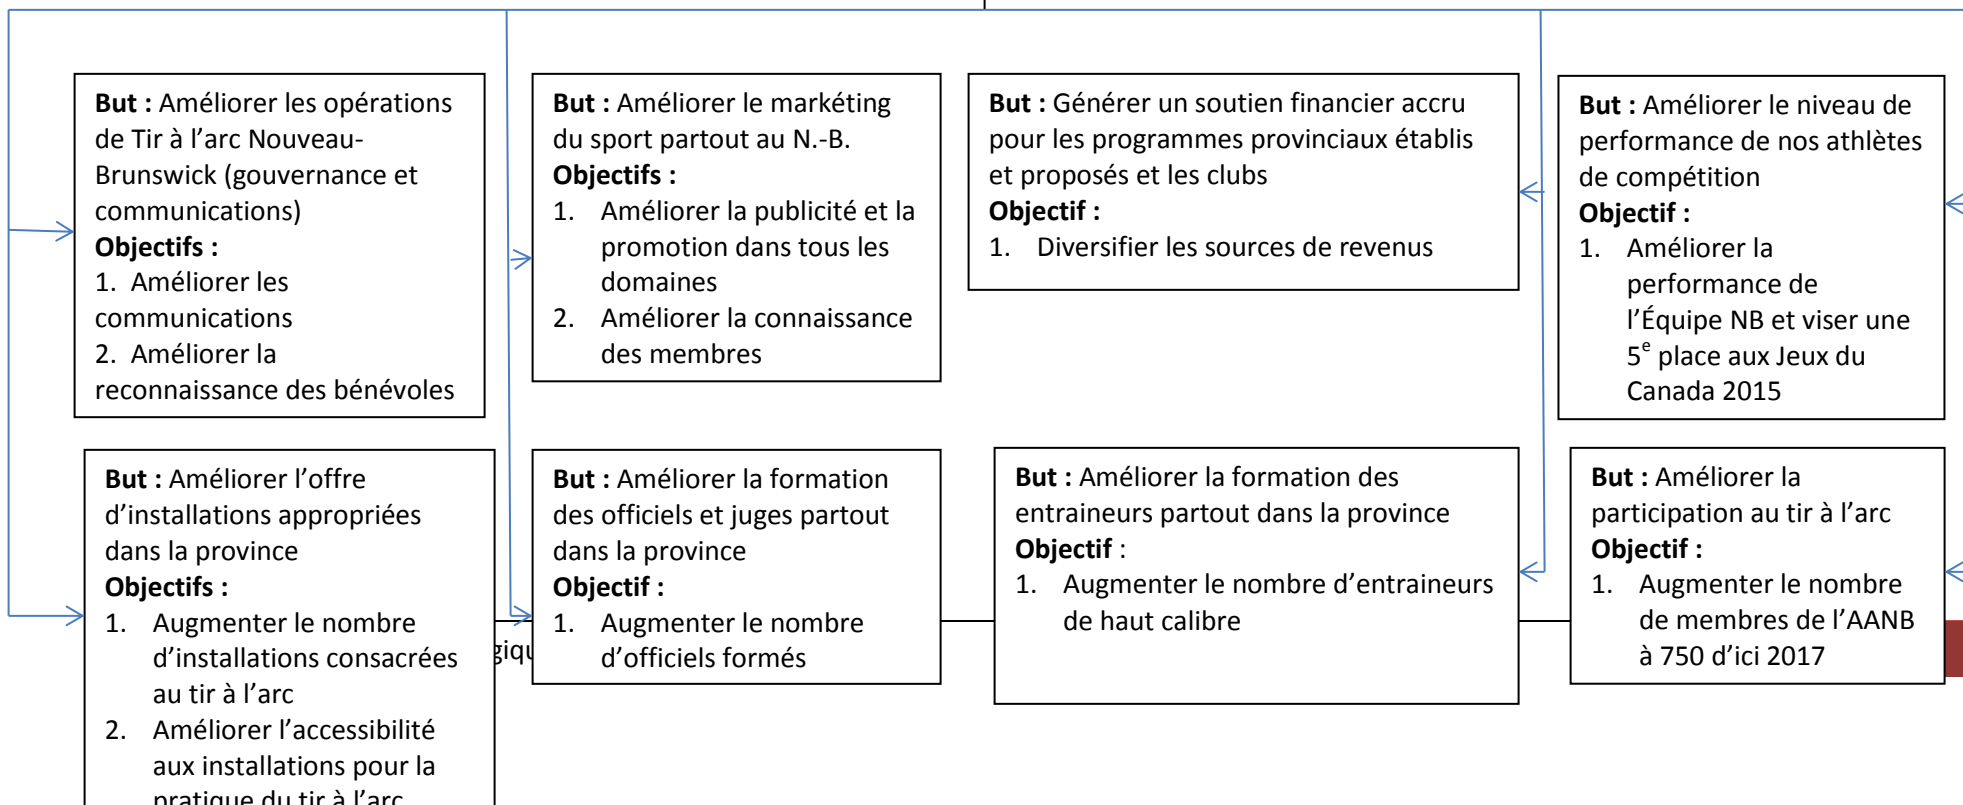 But : Améliorer les opérations
de Tir à l’arc Nouveau-
Brunswick (gouvernance et
communications)
Objectifs :
1. Améliorer les
communications
2. Améliorer la
reconnaissance des bénévoles
But : Améliorer le markéting
du sport partout au N.-B.
Objectifs :
1. Améliorer la publicité et la
promotion dans tous les
domaines
2. Améliorer la connaissance
des membres
But : Générer un soutien financier accru
pour les programmes provinciaux établis
et proposés et les clubs
Objectif :
1. Diversifier les sources de revenus
But : Améliorer le niveau de
performance de nos athlètes
de compétition
Objectif :
1. Améliorer la
performance de
l’Équipe NB et viser une
5e place aux Jeux du
Canada 2015
But : Améliorer l’offre
d’installations appropriées
dans la province
Objectifs :
1. Augmenter le nombre
d’installations consacrées
au tir à l’arc
2. Améliorer l’accessibilité
aux installations pour la
pratique du tir à l’arc
But : Améliorer la formation
des officiels et juges partout
dans la province
Objectif :
1. Augmenter le nombre
d’officiels formés
But : Améliorer la formation des
entraineurs partout dans la province
Objectif :
1. Augmenter le nombre d’entraineurs
de haut calibre
But : Améliorer la
participation au tir à l’arc
Objectif :
1. Augmenter le nombre
de membres de l’AANB
à 750 d’ici 2017